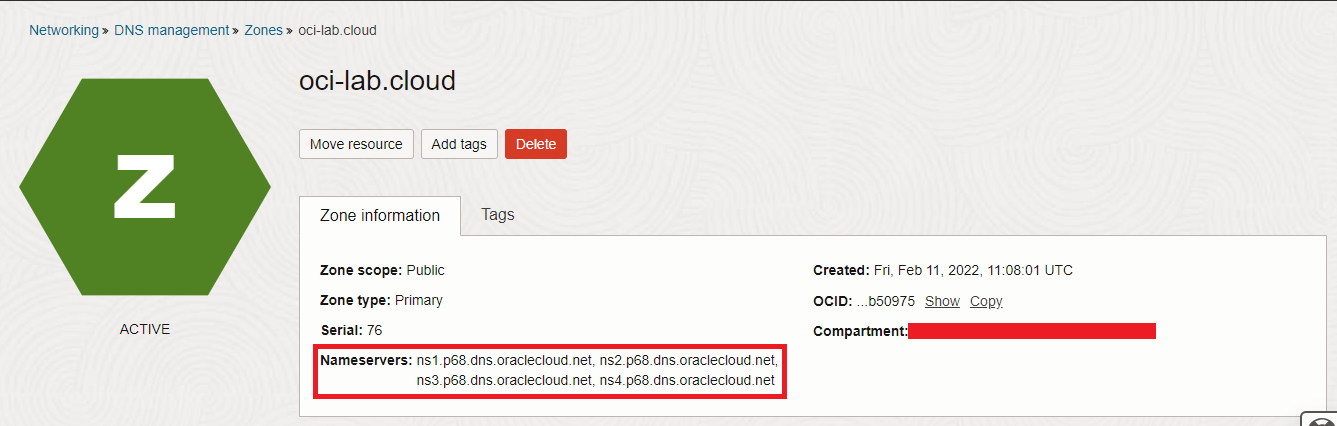 Networking » DNS management » Zones » oci-lab.cloud
Z
ACTIVE
oci-lab.cloud
Move resource Add tags Delete
Zone information Tags
Zone scope: Public
Zone type: Primary
Serial: 76
Nameservers: ns1.p68.dns.oraclecloud.net, ns2.p68.dns.oraclecloud.net,
ns3.p68.dns.oraclecloud.net, ns4.p68.dns.oraclecloud.net
Created: Fri, Feb 11, 2022, 11:08:01 UTC
OCID: ...b50975 Show Copy
Compartment: